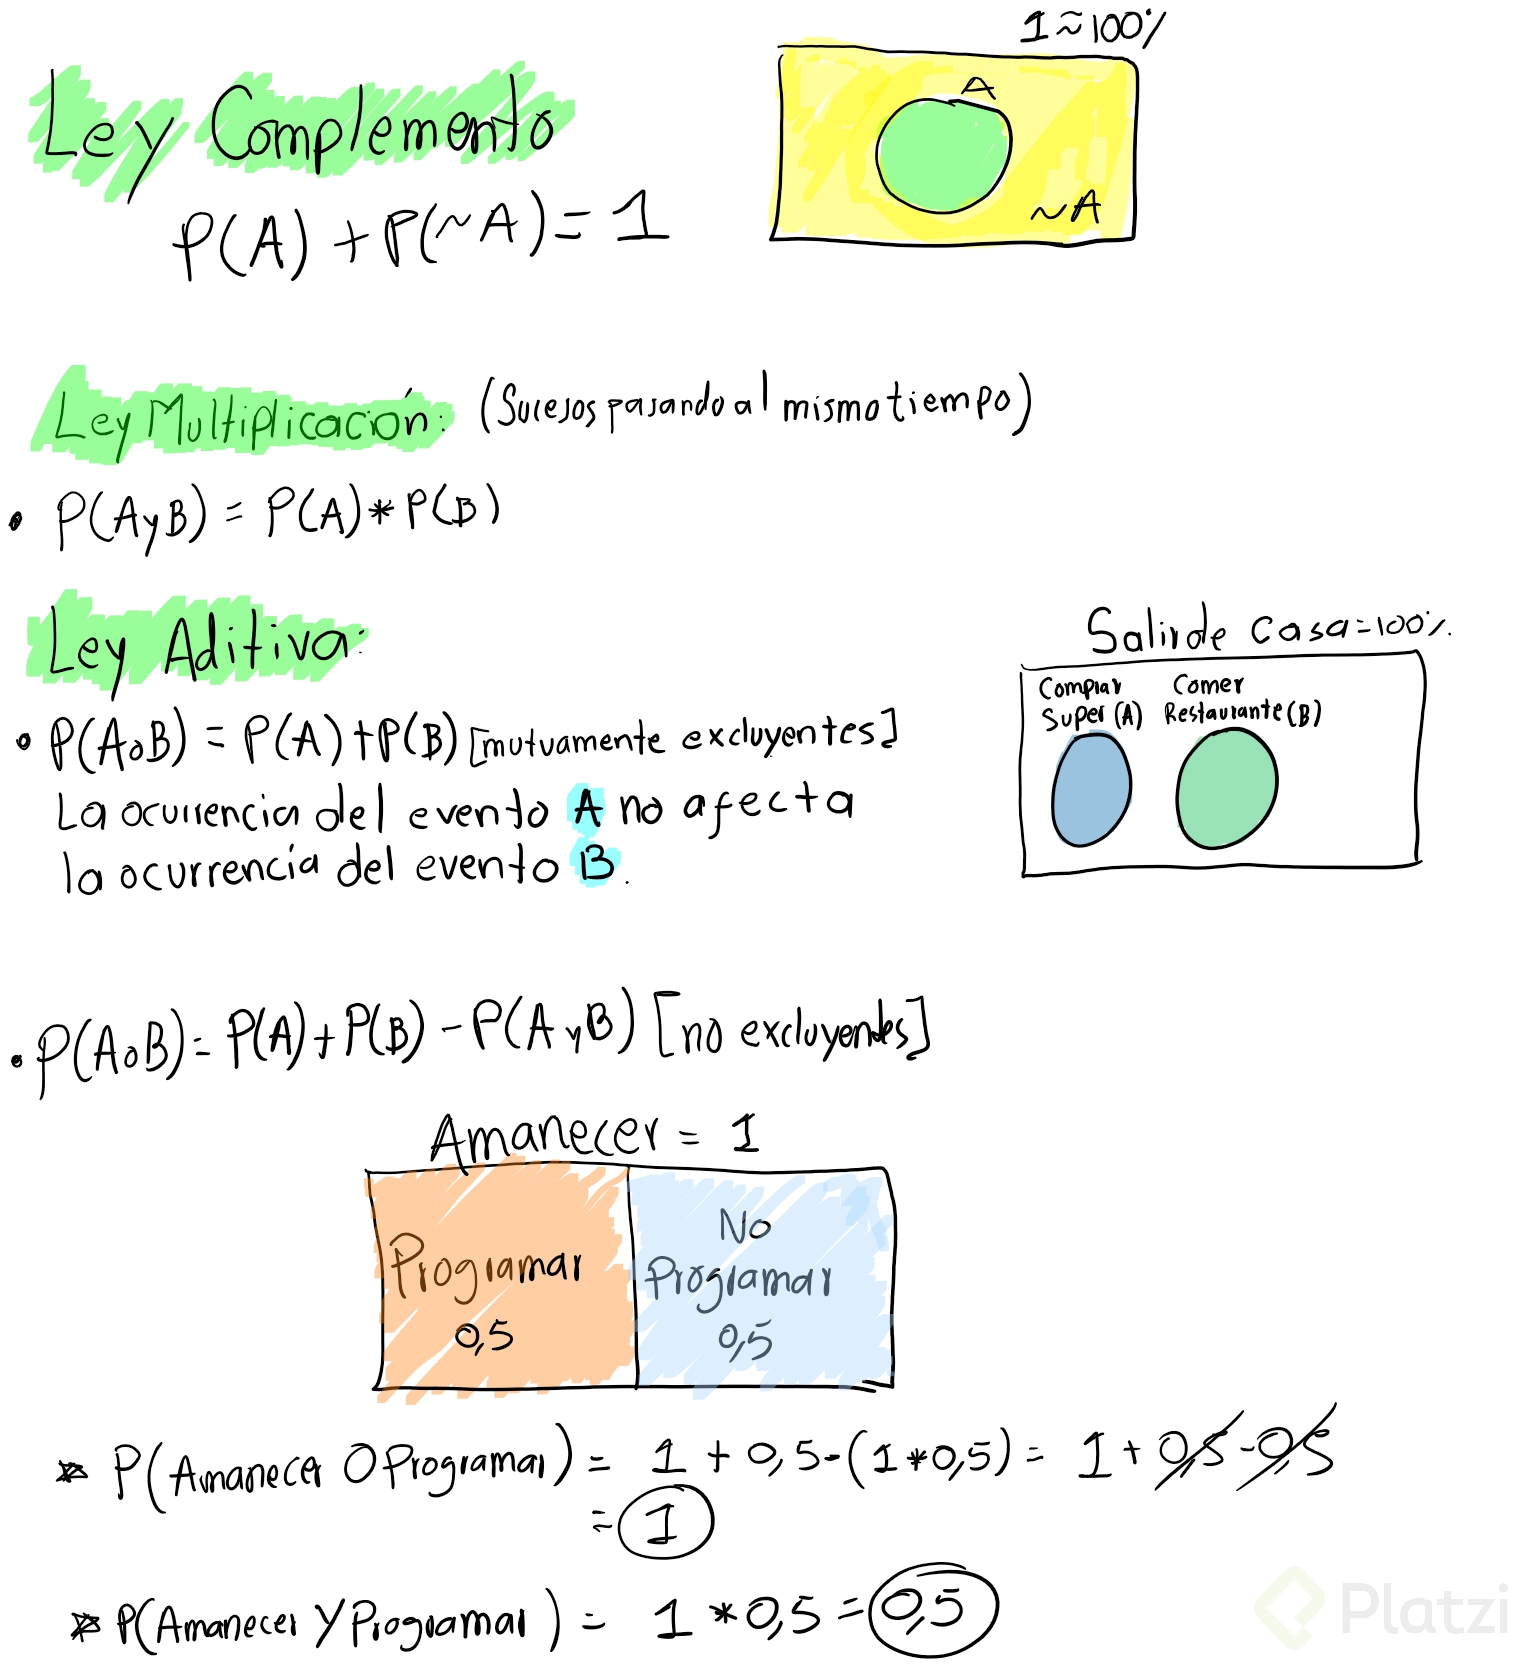 1 ≈ 100%
Ley Complemento
A
~A
P(A) + P(~A) = 1
Ley Multiplicación: (Sucesos pasando al mismo tiempo)
• P(A y B) = P(A) * P(B)
Ley Aditiva:
• P(A o B) = P(A) + P(B) [mutuamente excluyentes]
La ocurrencia del evento A no afecta
la ocurrencia del evento B.
Salir de casa = 100%.
Comprar
Super (A)
Comer
Restaurante (B)
• P(A o B) = P(A) + P(B) - P(A y B) [no excluyentes]
Amanecer = 1
Programar
0,5
No
Programar
0,5
* P(Amanecer O Programar) = 1 + 0,5 - (1 * 0,5) = 1 + 0,5 - 0,5
= 1
* P(Amanecer Y Programar) = 1 * 0,5 = 0,5
Platzi